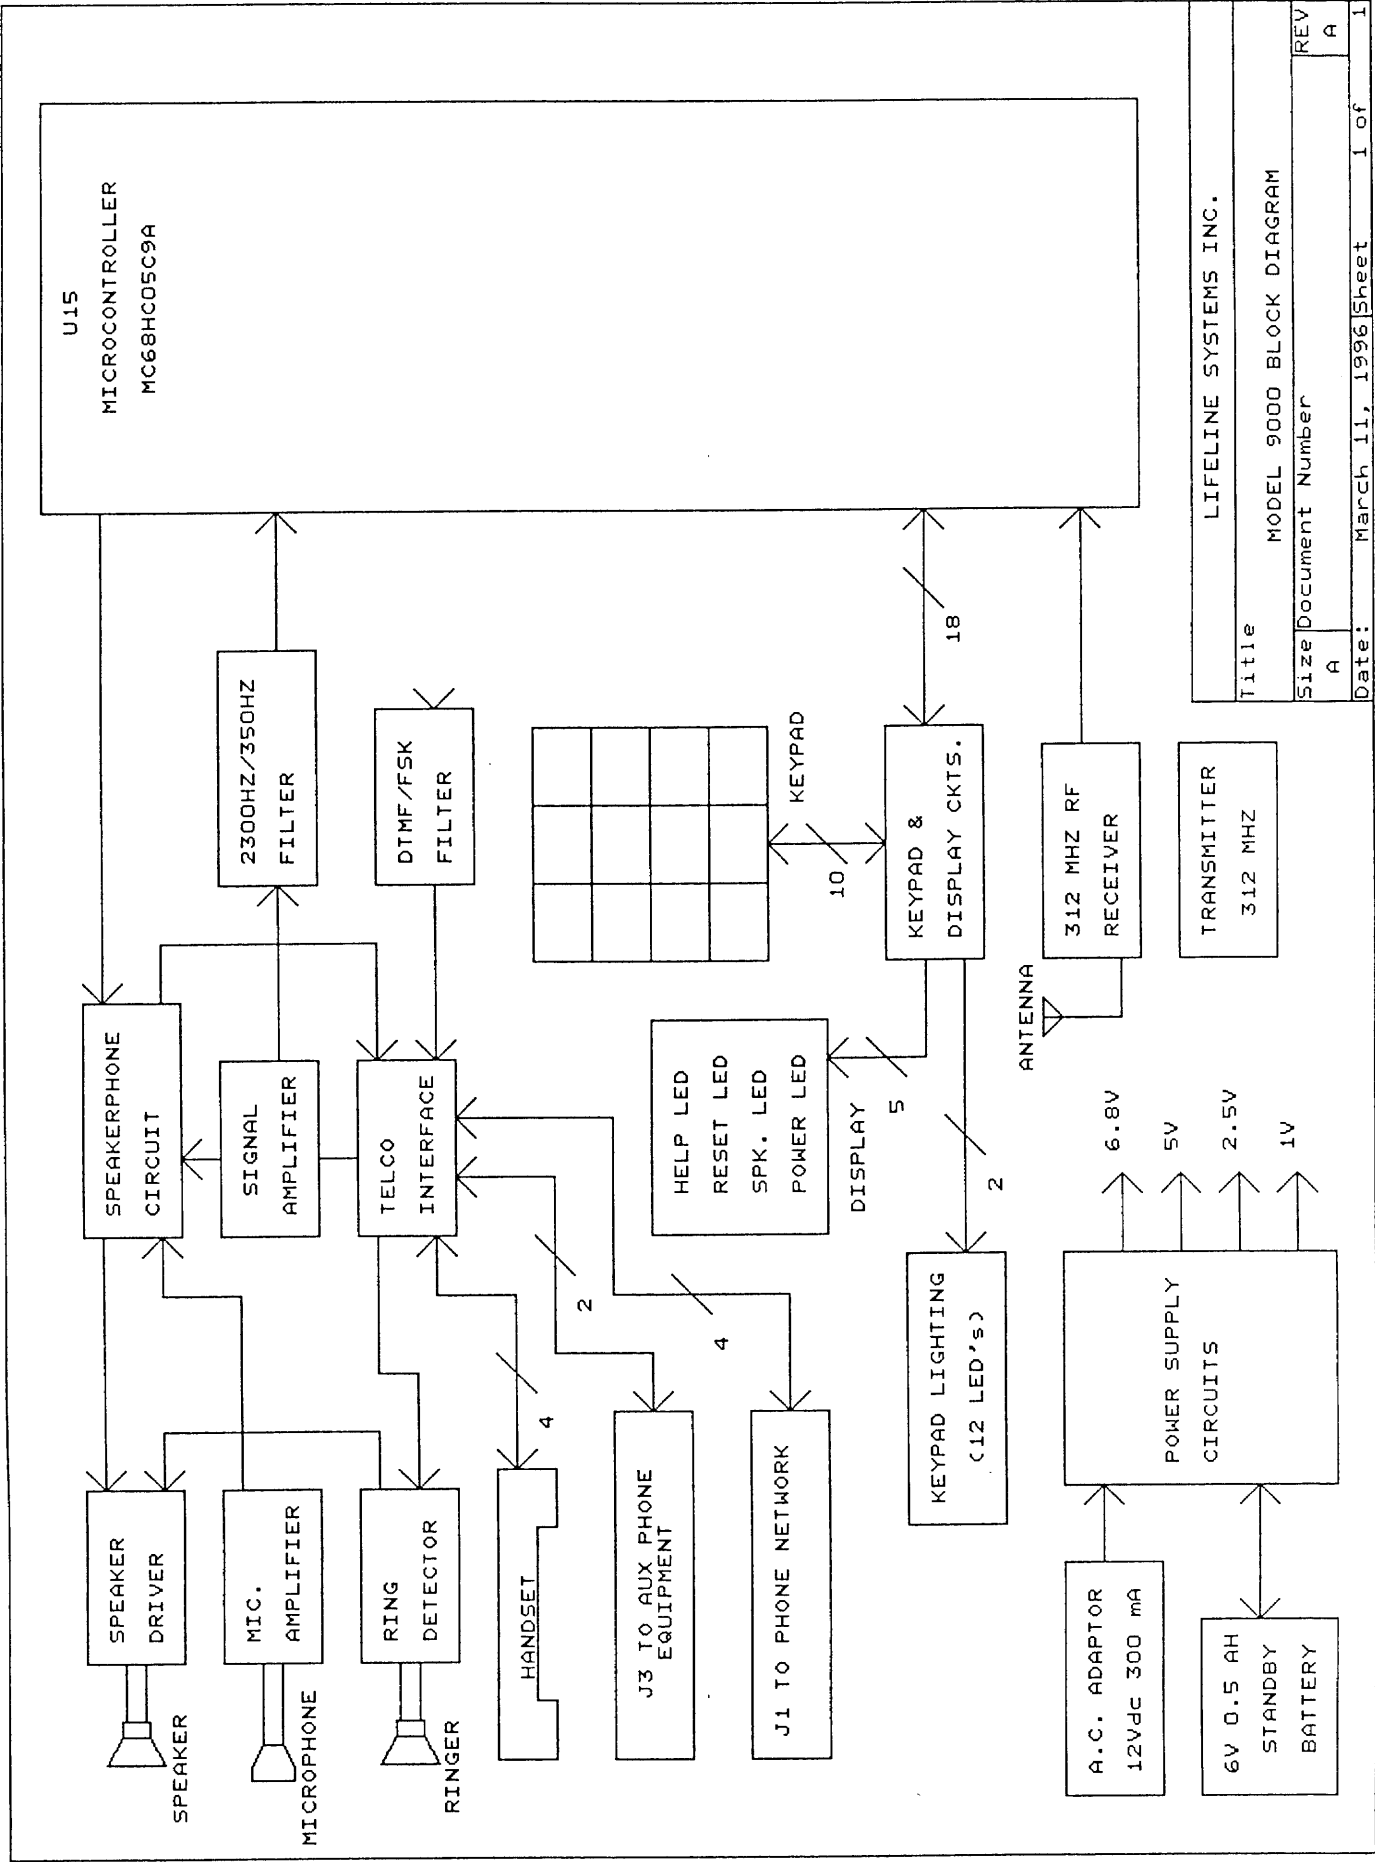 U15
MICROCONTROLLER
MC68HC05C9A
SPEAKERPHONE
CIRCUIT
2300HZ/350HZ
FILTER
SIGNAL
AMPLIFIER
DTMF/FSK
FILTER
TELCO
INTERFACE
SPEAKER
DRIVER
SPEAKER
MIC.
AMPLIFIER
MICROPHONE
RING
DETECTOR
RINGER
HANDSET
4
J3 TO AUX PHONE
EQUIPMENT
2
J1 TO PHONE NETWORK
4
KEYPAD
10
18
KEYPAD &
DISPLAY CKTS.
HELP LED
RESET LED
SPK. LED
POWER LED
DISPLAY
5
2
KEYPAD LIGHTING
(12 LED's)
ANTENNA
312 MHZ RF
RECEIVER
TRANSMITTER
312 MHZ
A.C. ADAPTOR
12Vdc 300 mA
6V 0.5 AH
STANDBY
BATTERY
POWER SUPPLY
CIRCUITS
6.8V
5V
2.5V
1V
LIFELINE SYSTEMS INC.
Title
MODEL 9000 BLOCK DIAGRAM
Size Document Number REV
A A
Date: March 11, 1996 Sheet 1 of 1